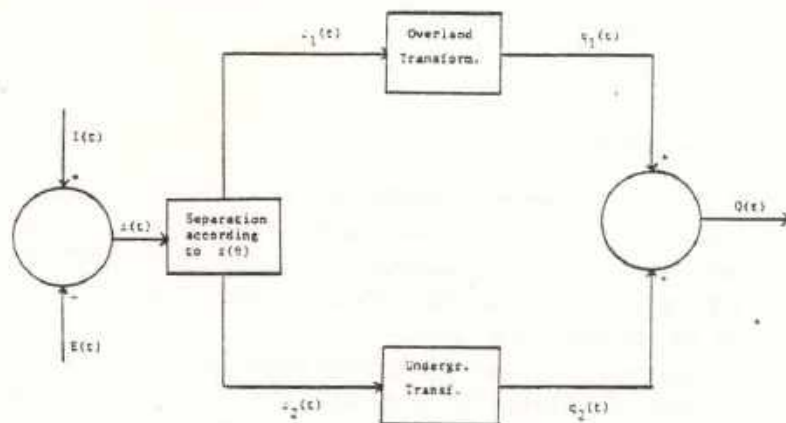 Overland
Transform.
q₁(t)
I(t)
+
Separation
according
to
+
Q(t)
E(t)
Undergr.
Transf.
q₂(t)